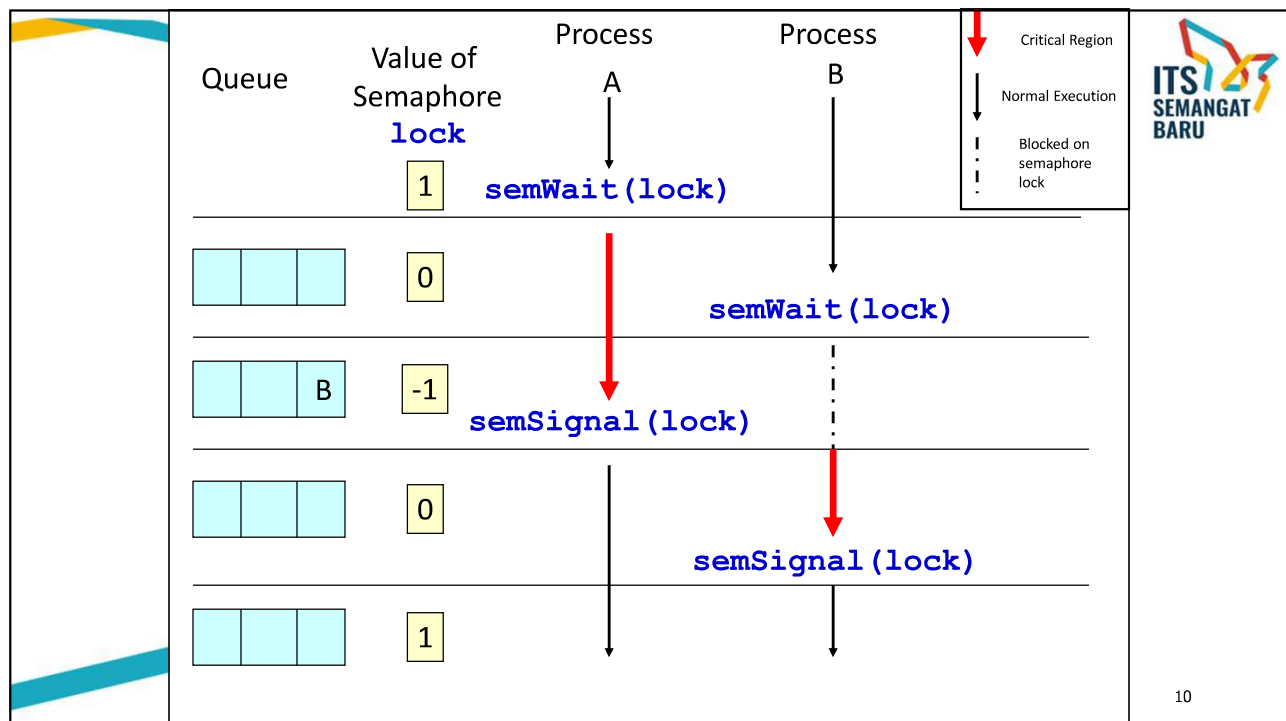 Queue
Value of
Semaphore
lock
Process
A
Process
B
Critical Region
Normal Execution
Blocked on
semaphore
lock
ITS
SEMANGAT
BARU
1
semWait(lock)
0
semWait(lock)
B
-1
semSignal(lock)
0
semSignal(lock)
1
10